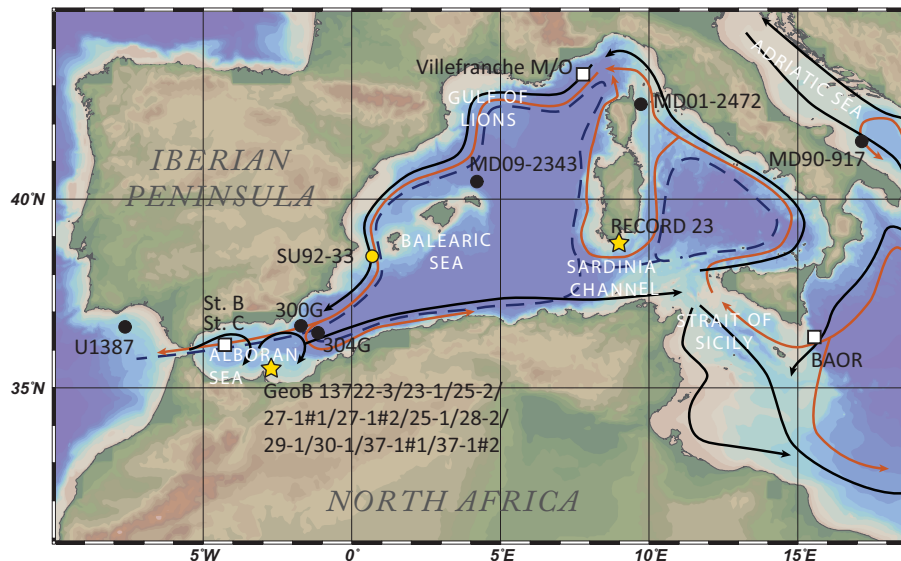 Villefranche M/O
GULF OF
LIONS
ADRIATIC SEA
MD01-2472
MD90-917
IBERIAN
PENINSULA
MD09-2343
40°N
RECORD 23
SU92-33
BALEARIC
SEA
SARDINIA
CHANNEL
St. B
St. C
300G
304G
U1387
ALBORAN
SEA
STRAIT OF
SICILY
BAOR
35°N
GeoB 13722-3/23-1/25-2/
27-1#1/27-1#2/25-1/28-2/
29-1/30-1/37-1#1/37-1#2
NORTH AFRICA
5°W
0°
5°E
10°E
15°E